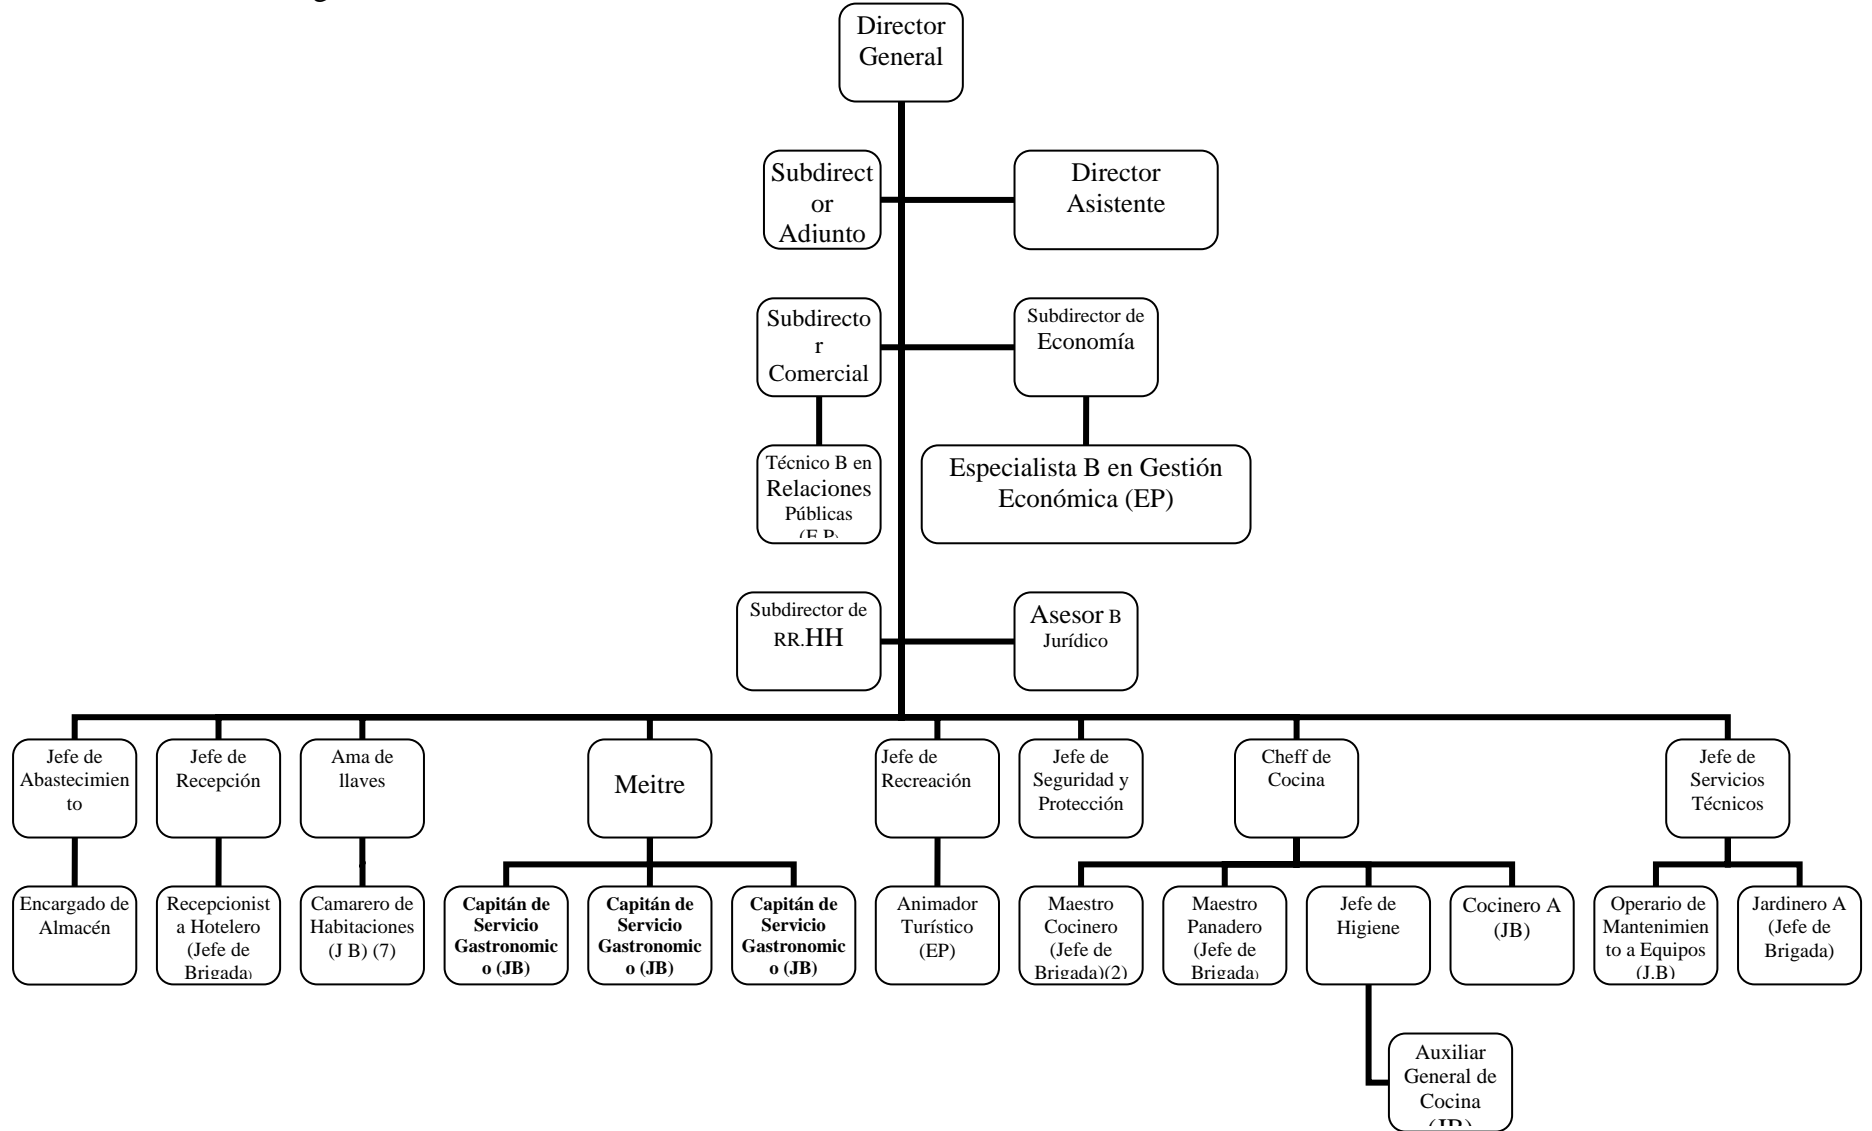 g
Director
General
Subdirect
or
Adjunto
Director
Asistente
Subdirecto
r
Comercial
Subdirector de
Economía
Técnico B en
Relaciones
Públicas
(E.P)
Especialista B en Gestión
Económica (EP)
Subdirector de
RR.HH
Asesor B
Jurídico
Jefe de
Abastecimien
to
Jefe de
Recepción
Ama de
llaves
Meitre
Jefe de
Recreación
Jefe de
Seguridad y
Protección
Cheff de
Cocina
Jefe de
Servicios
Técnicos
Encargado de
Almacén
Recepcionist
a Hotelero
(Jefe de
Brigada)
Camarero de
Habitaciones
(J B) (7)
Capitán de
Servicio
Gastronomic
o (JB)
Capitán de
Servicio
Gastronomic
o (JB)
Capitán de
Servicio
Gastronomic
o (JB)
Animador
Turístico
(EP)
Maestro
Cocinero
(Jefe de
Brigada)(2)
Maestro
Panadero
(Jefe de
Brigada)
Jefe de
Higiene
Cocinero A
(JB)
Operario de
Mantenimien
to a Equipos
(J.B)
Jardinero A
(Jefe de
Brigada)
Auxiliar
General de
Cocina
(JB)